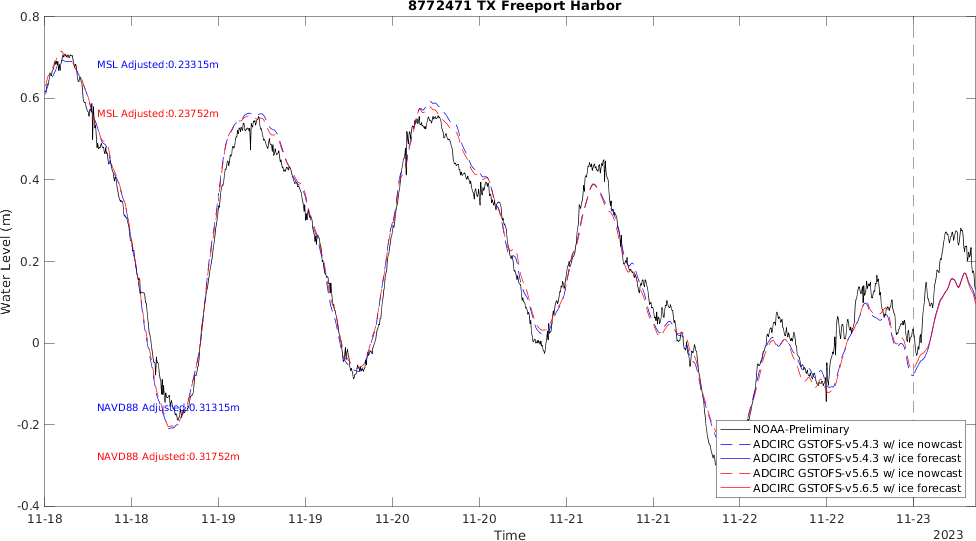 8772471 TX Freeport Harbor
0.8
0.6
0.4
0.2
0
-0.2
-0.4
Water Level (m)
MSL Adjusted:0.23315m
MSL Adjusted:0.23752m
NAVD88 Adjusted:0.31315m
NAVD88 Adjusted:0.31752m
NOAA-Preliminary
ADCIRC GSTOFS-v5.4.3 w/ ice nowcast
ADCIRC GSTOFS-v5.4.3 w/ ice forecast
ADCIRC GSTOFS-v5.6.5 w/ ice nowcast
ADCIRC GSTOFS-v5.6.5 w/ ice forecast
11-18 11-18 11-19 11-19 11-20 11-20 11-21 11-21 11-22 11-22 11-23
Time
2023